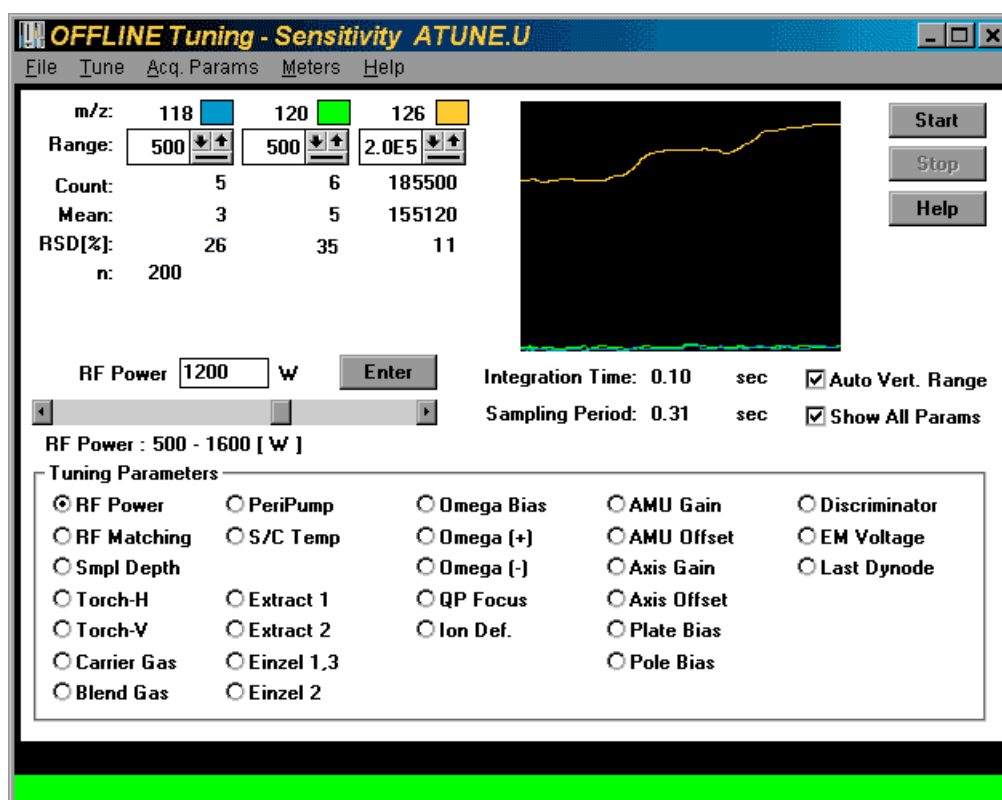 OFFLINE Tuning - Sensitivity ATUNE.U
File Tune Acq. Params Meters Help
m/z: 118 120 126
Range: 500 500 2.0E5
Count: 5 6 185500
Mean: 3 5 155120
RSD[%]: 26 35 11
n: 200
Start
Stop
Help
RF Power 1200 W Enter
Integration Time: 0.10 sec
Auto Vert. Range
Sampling Period: 0.31 sec
Show All Params
RF Power : 500 - 1600 [ W ]
Tuning Parameters
RF Power PeriPump Omega Bias AMU Gain Discriminator
RF Matching S/C Temp Omega (+) AMU Offset EM Voltage
Smpl Depth Omega (-) Axis Gain Last Dynode
Torch-H Extract 1 QP Focus Axis Offset
Torch-V Extract 2 Ion Def. Plate Bias
Carrier Gas Einzel 1,3 Pole Bias
Blend Gas Einzel 2